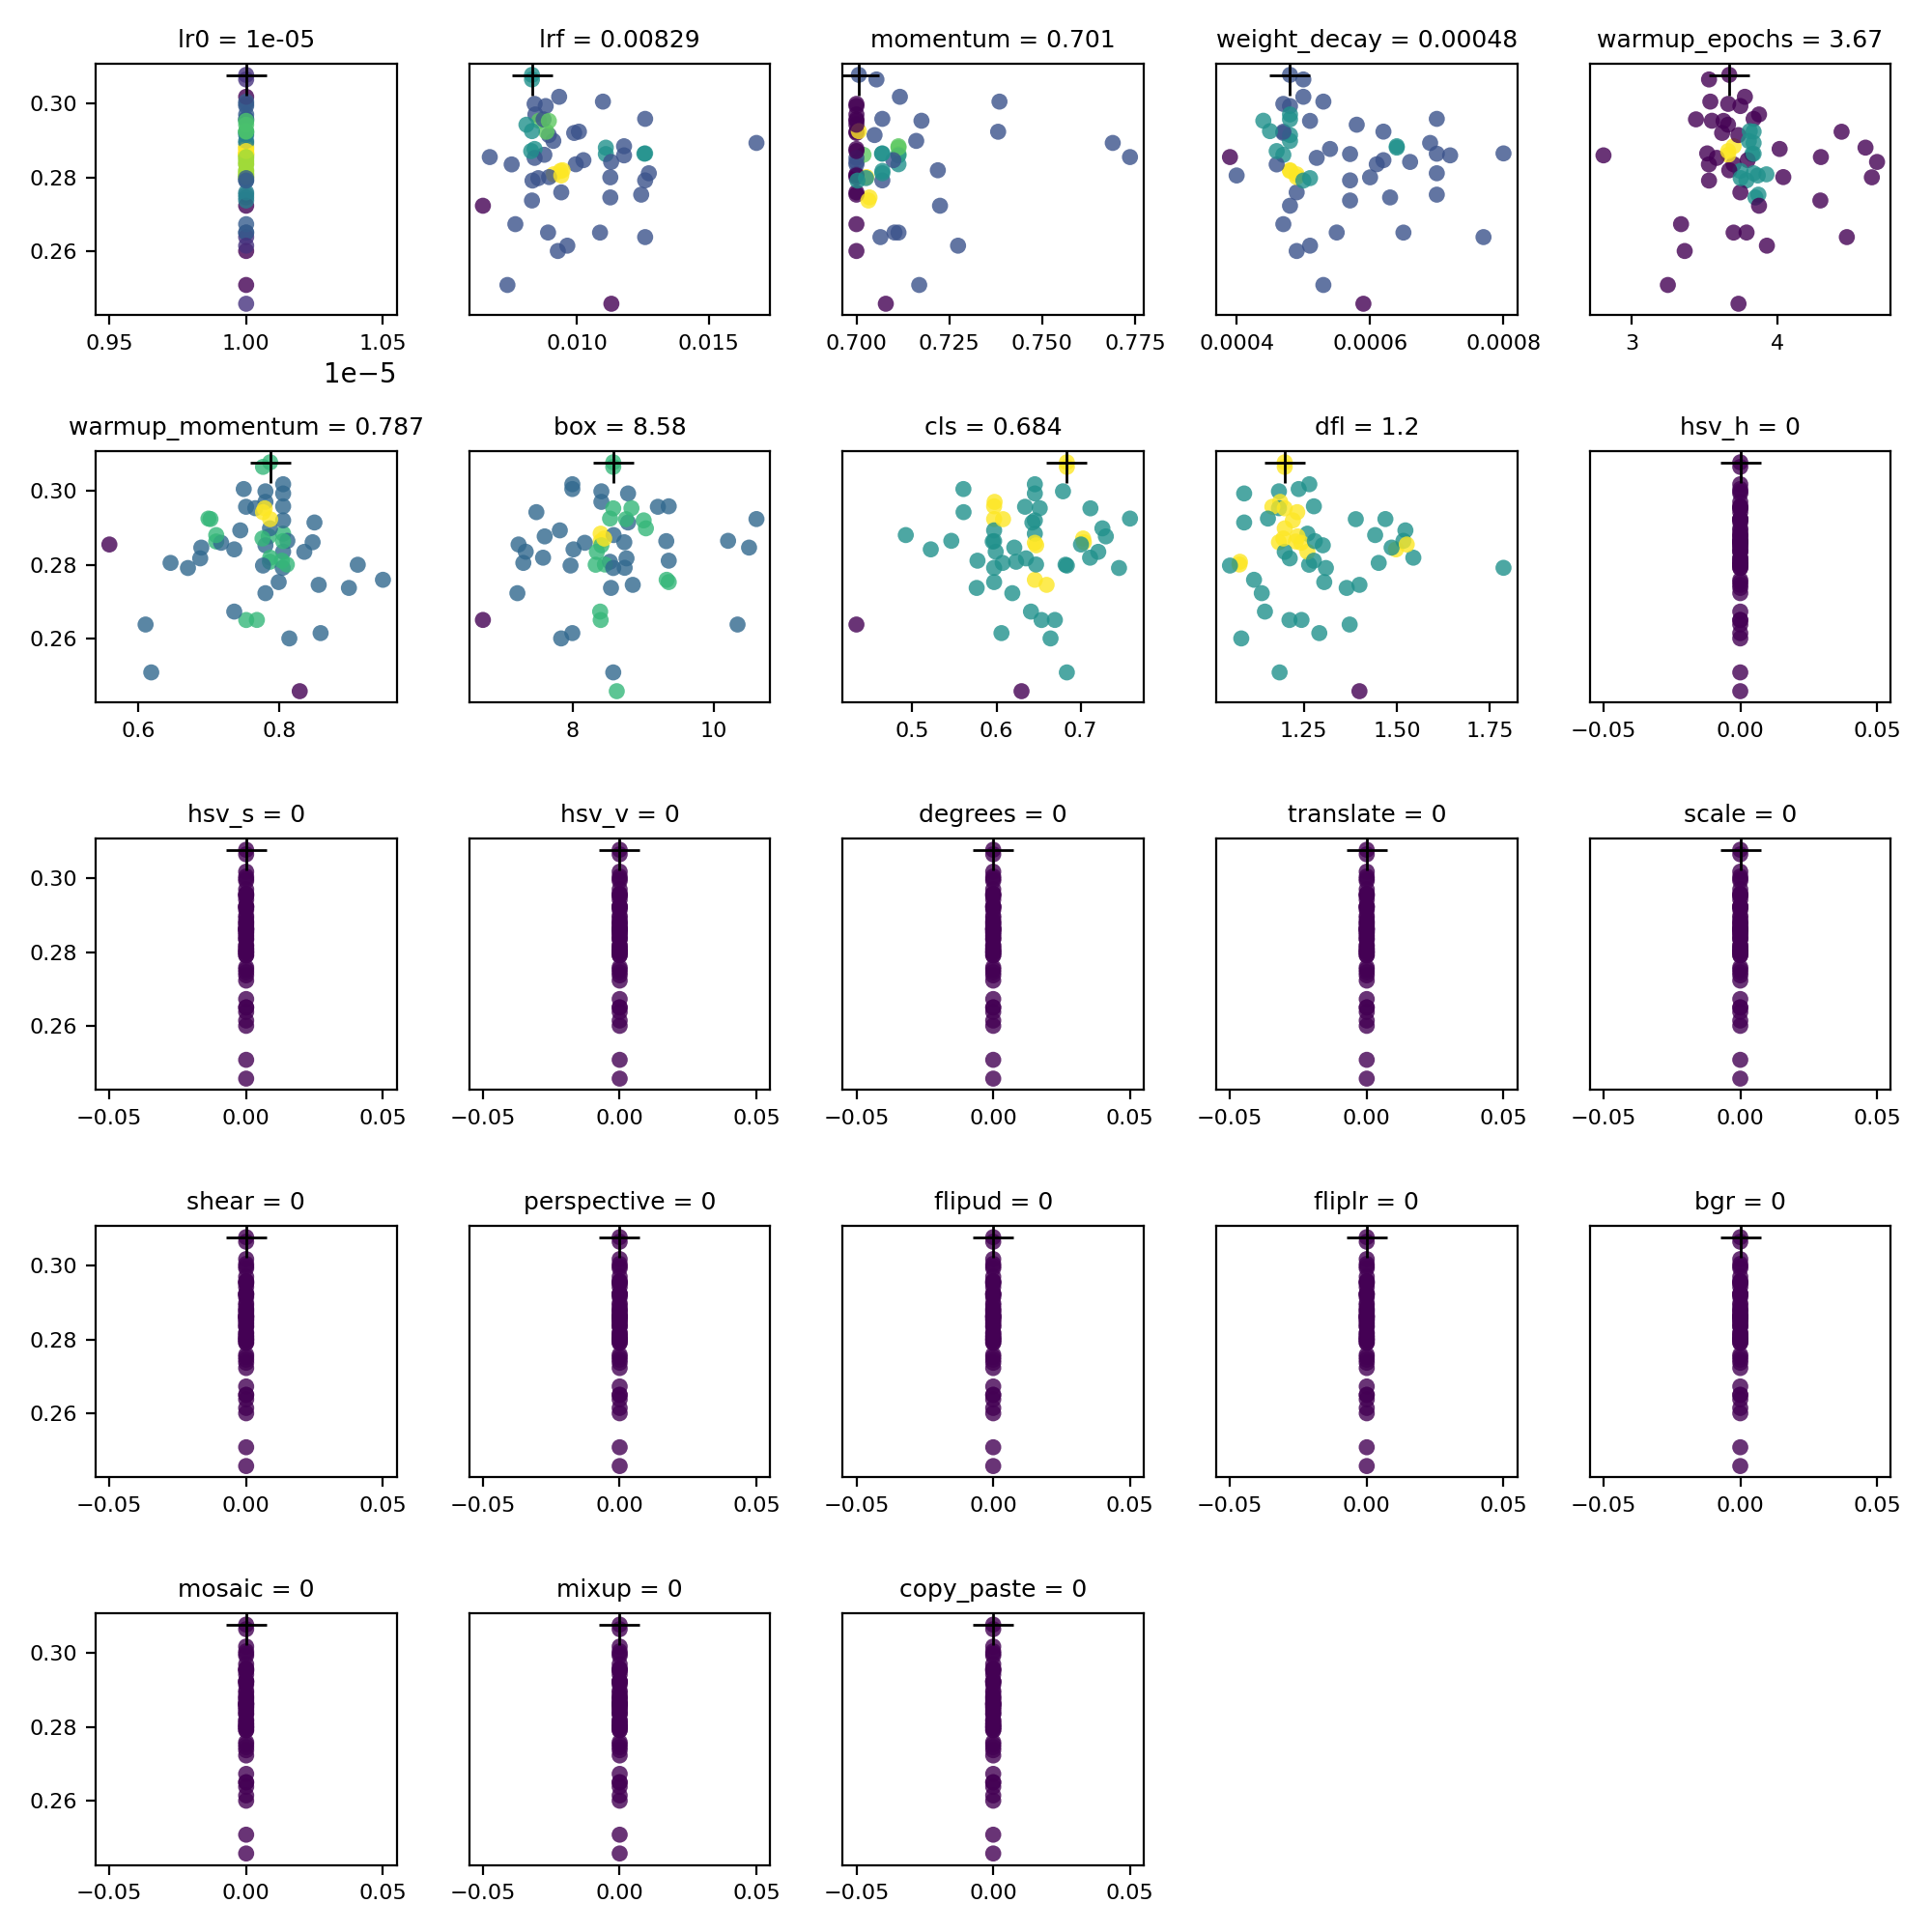 lr0 = 1e-05 lrf = 0.00829 momentum = 0.701 weight_decay = 0.00048 warmup_epochs = 3.67
0.30
0.28
0.26
0.95 1.00 1.05 0.010 0.015 0.700 0.725 0.750 0.775 0.0004 0.0006 0.0008 3 4
1e−5
warmup_momentum = 0.787 box = 8.58 cls = 0.684 dfl = 1.2 hsv_h = 0
0.30
0.28
0.26
0.6 0.8 8 10 0.5 0.6 0.7 1.25 1.50 1.75 −0.05 0.00 0.05
hsv_s = 0 hsv_v = 0 degrees = 0 translate = 0 scale = 0
0.30
0.28
0.26
−0.05 0.00 0.05 −0.05 0.00 0.05 −0.05 0.00 0.05 −0.05 0.00 0.05 −0.05 0.00 0.05
shear = 0 perspective = 0 flipud = 0 fliplr = 0 bgr = 0
0.30
0.28
0.26
−0.05 0.00 0.05 −0.05 0.00 0.05 −0.05 0.00 0.05 −0.05 0.00 0.05 −0.05 0.00 0.05
mosaic = 0 mixup = 0 copy_paste = 0
0.30
0.28
0.26
−0.05 0.00 0.05 −0.05 0.00 0.05 −0.05 0.00 0.05